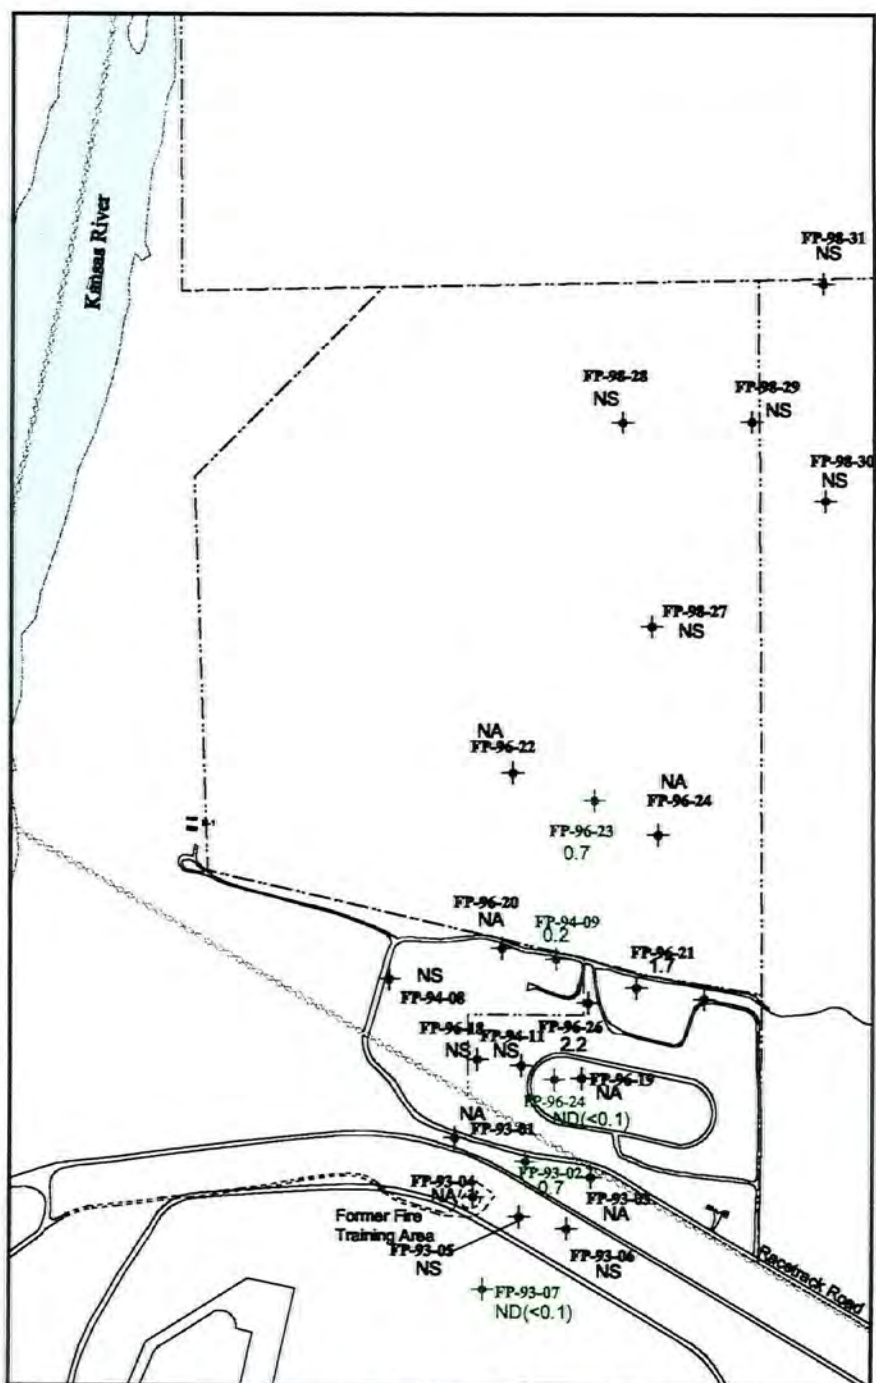 Kansas River
FP-98-31
NS
FP-98-28
NS
FP-98-29
NS
FP-98-30
NS
FP-98-27
NS
NA
FP-96-22
NA
FP-96-24
FP-96-23
0.7
FP-96-20
NA
FP-94-09
0.2
FP-96-21
1.7
NS
FP-94-08
FP-96-18
NS
FP-94-11
NS
FP-96-26
2.2
FP-96-19
NA
FP-96-24
ND(<0.1)
NA
FP-93-01
FP-93-02
0.7
FP-93-03
NA
FP-93-04
NA
Former Fire
Training Area
FP-93-05
NS
FP-93-06
NS
FP-93-07
ND(<0.1)
Racetrack Road